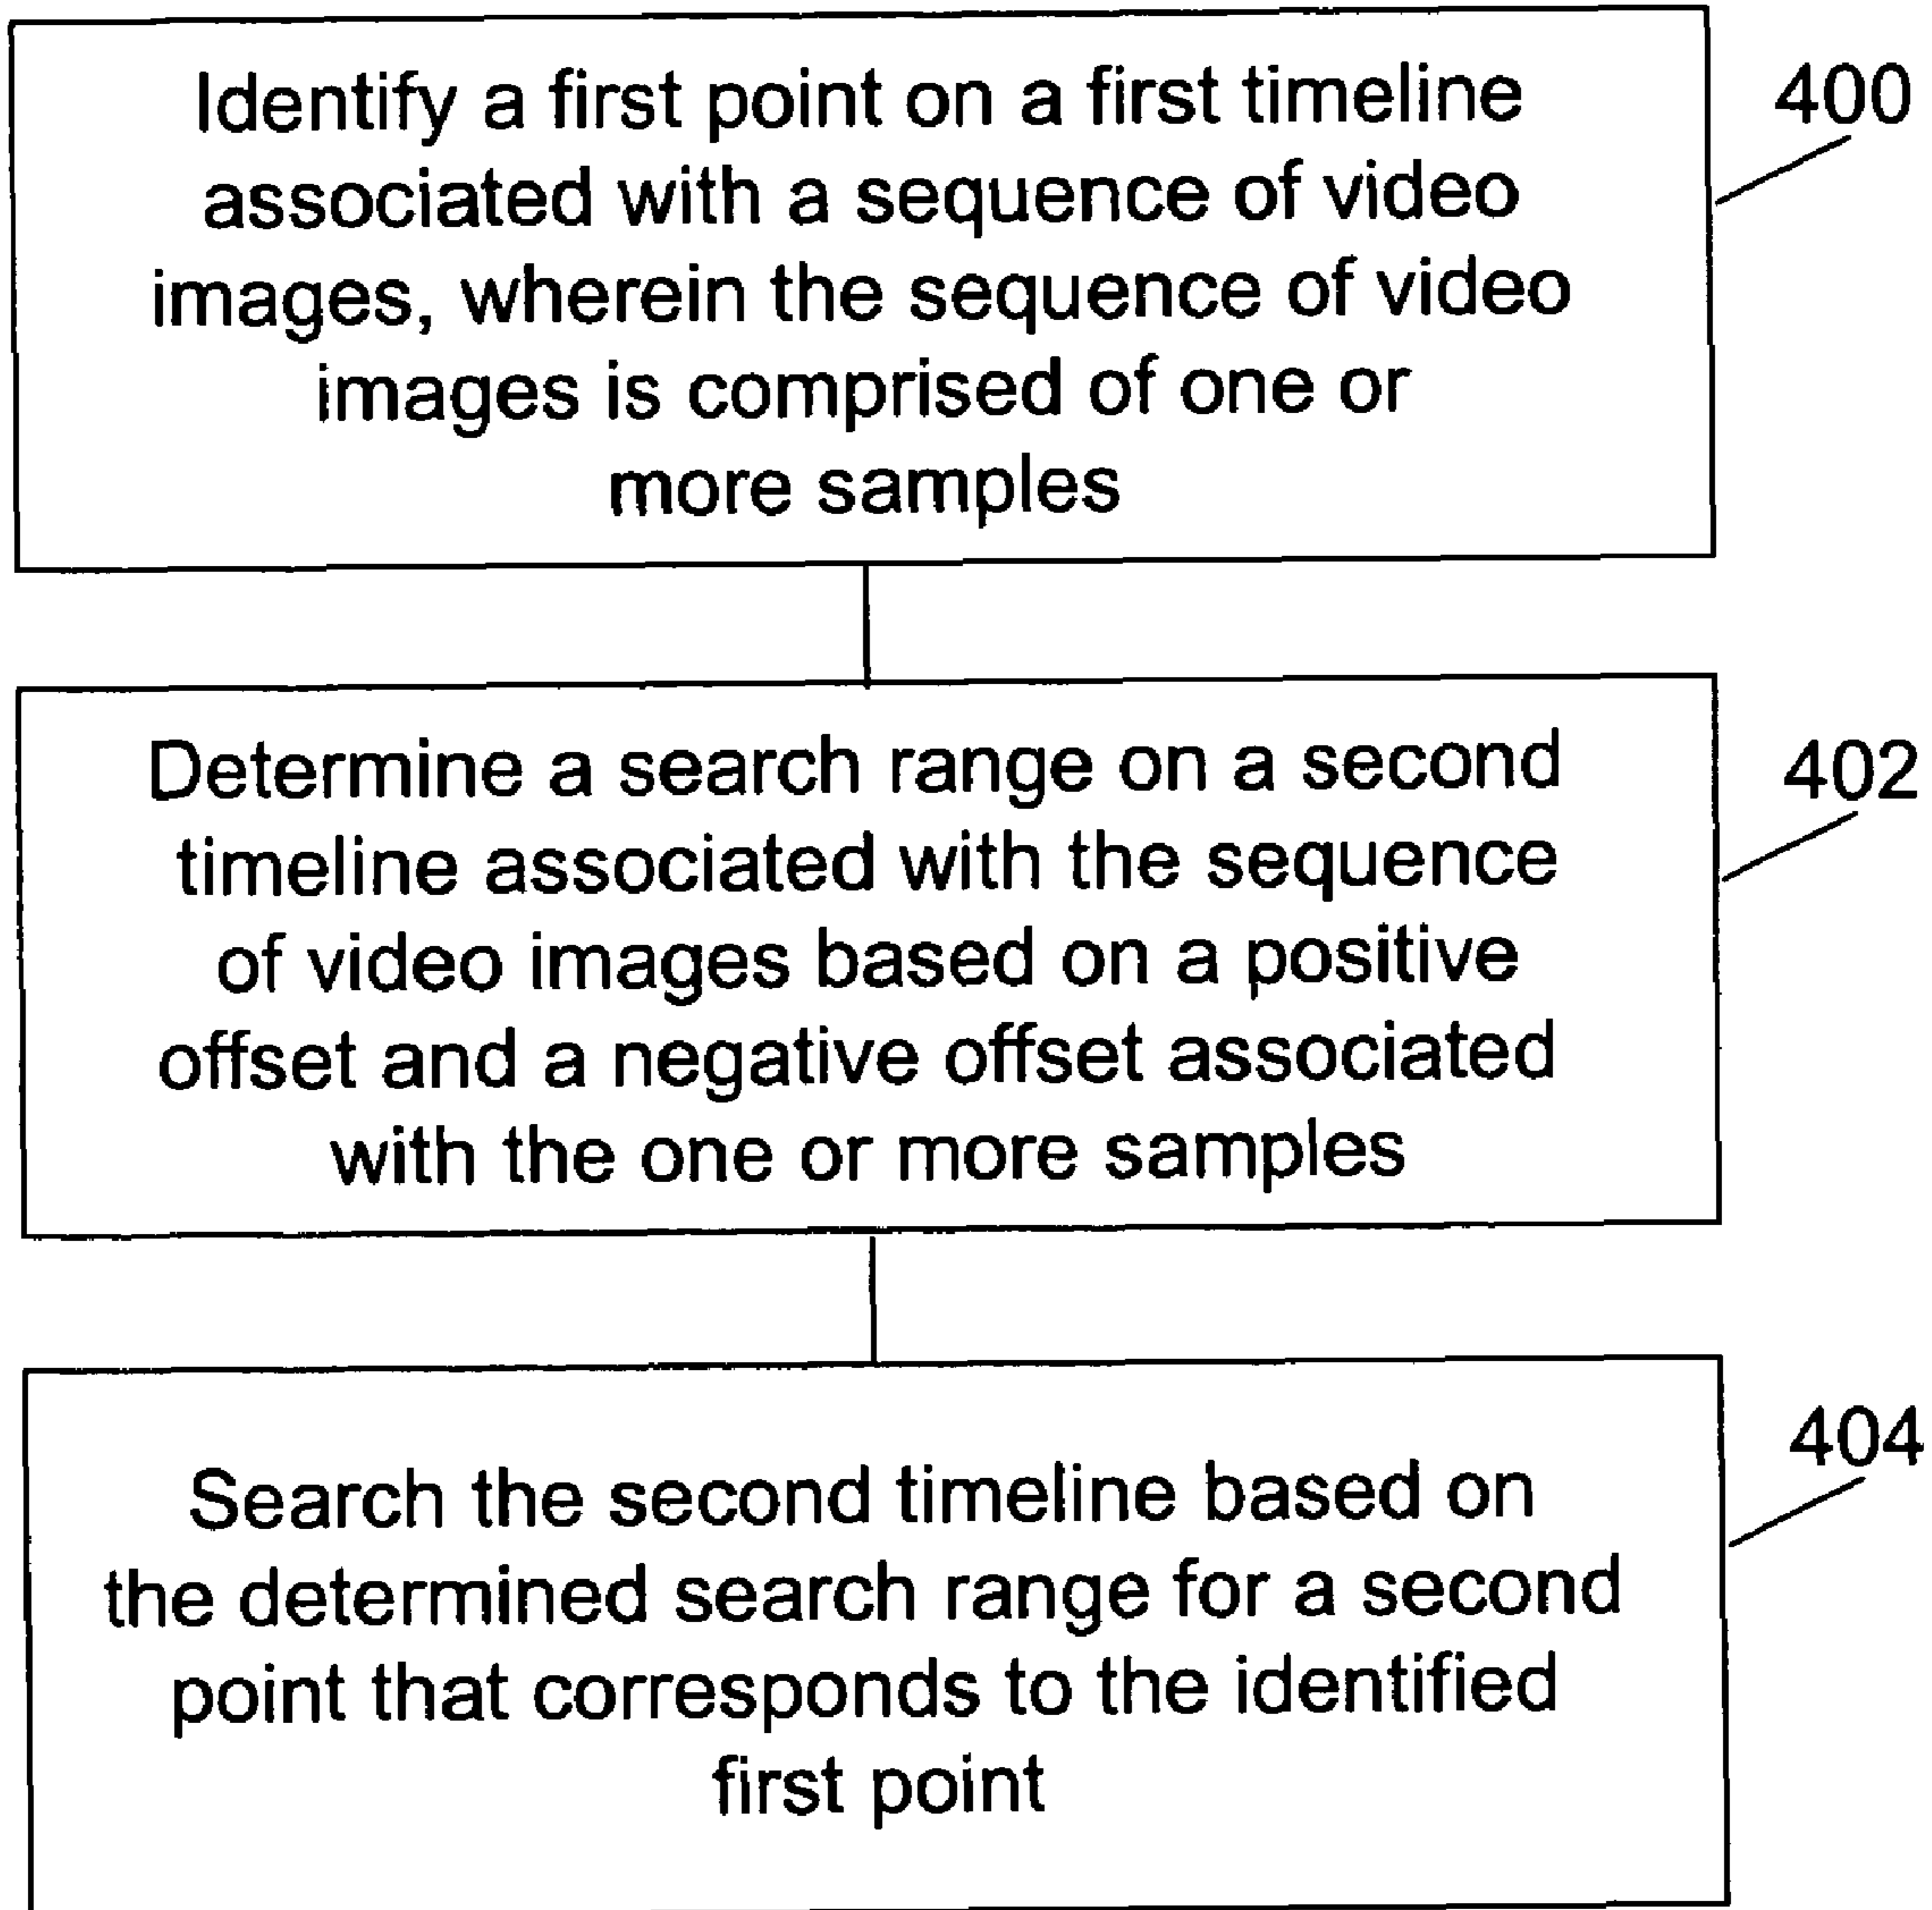 Identify a first point on a first timeline
associated with a sequence of video
images, wherein the sequence of video
images is comprised of one or
more samples
400
Determine a search range on a second
timeline associated with the sequence
of video images based on a positive
offset and a negative offset associated
with the one or more samples
402
Search the second timeline based on
the determined search range for a second
point that corresponds to the identified
first point
404